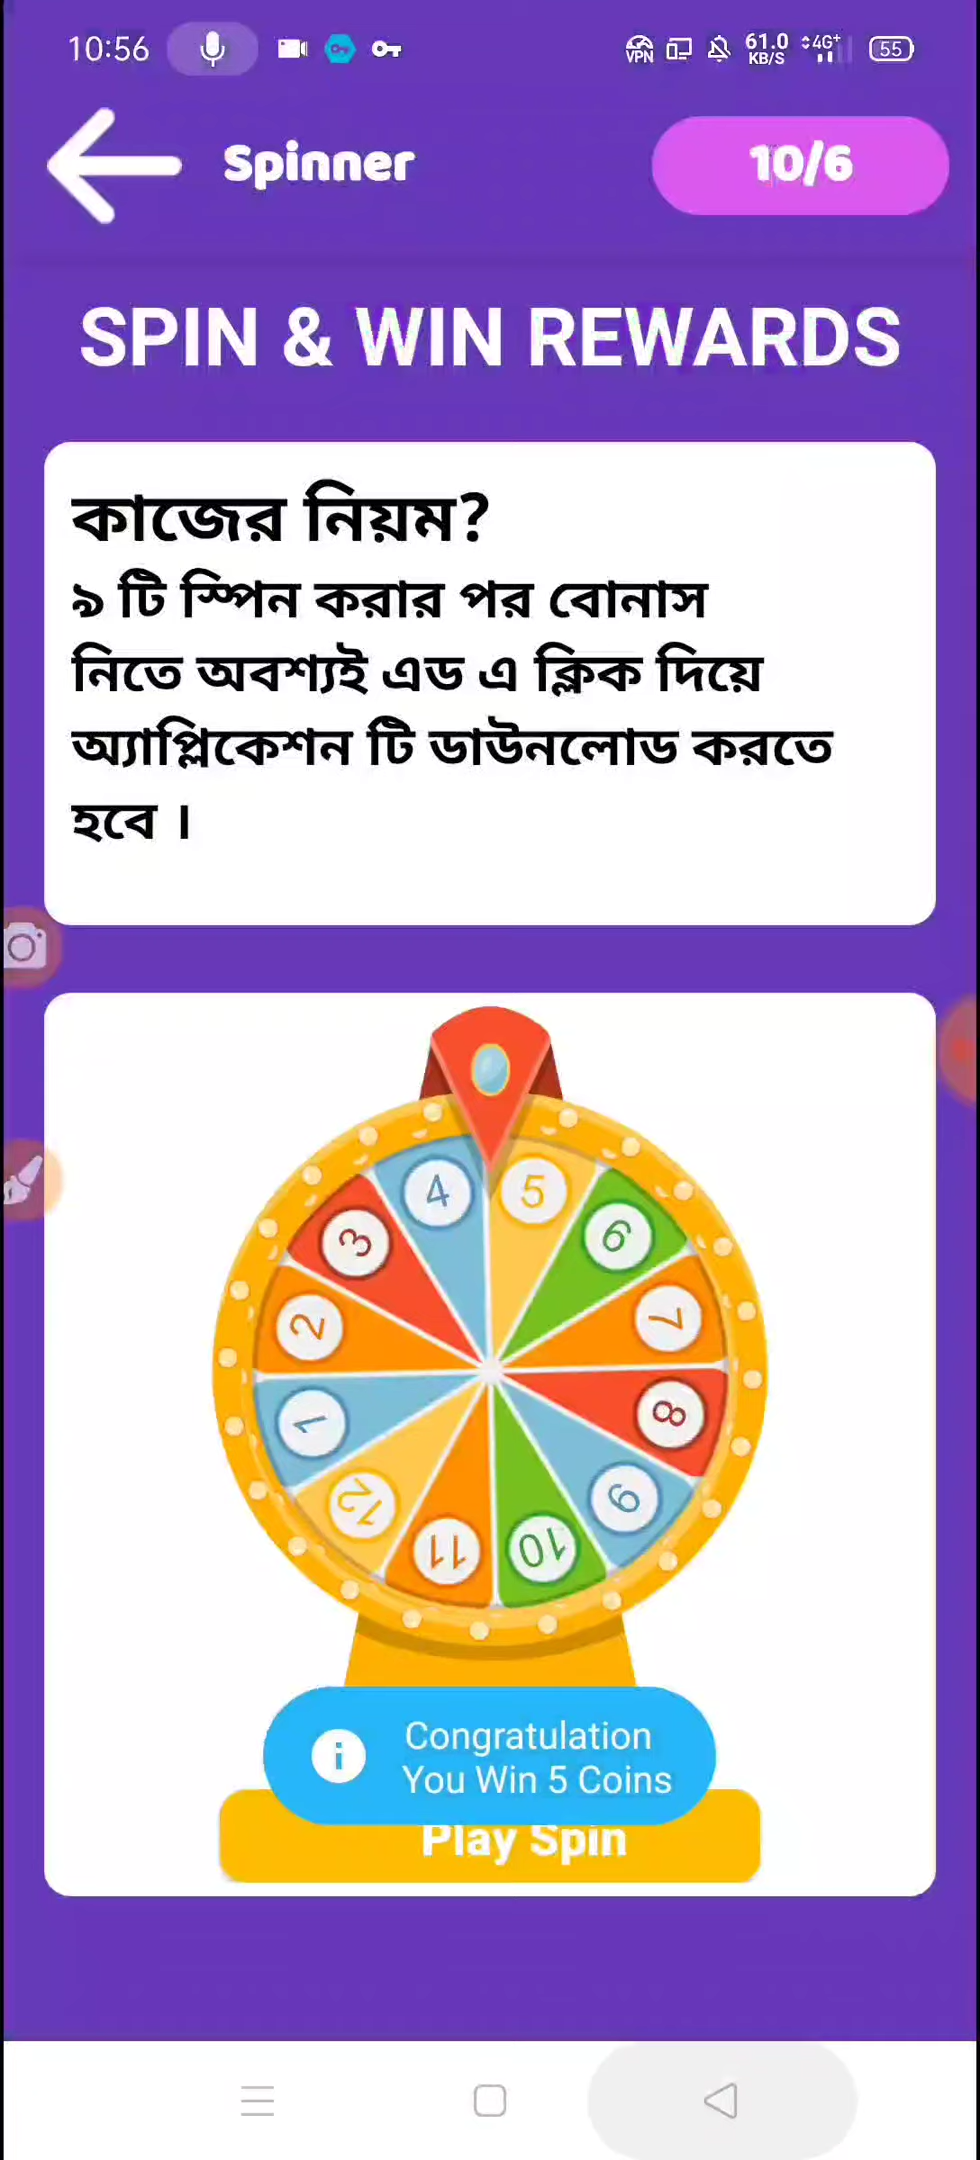 10:56
VPN
61.0
KB/S
4G+
55
Spinner
10/6
SPIN & WIN REWARDS
কাজের নিয়ম?
৯ টি স্পিন করার পর বোনাস
নিতে অবশ্যই এড এ ক্লিক দিয়ে
অ্যাপ্লিকেশন টি ডাউনলোড করতে
হবে ।
4
5
3
6
2
7
1
8
12
9
11
10
Congratulation
You Win 5 Coins
Play Spin